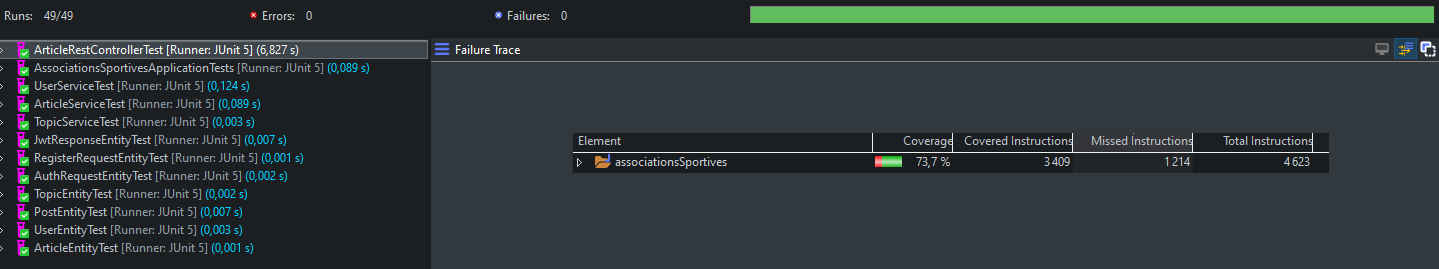 Runs: 49/49 Errors: 0 Failures: 0
ArticleRestControllerTest [Runner: JUnit 5] (6,827 s)
AssociationsSportivesApplicationTests [Runner: JUnit 5] (0,089 s)
UserServiceTest [Runner: JUnit 5] (0,124 s)
ArticleServiceTest [Runner: JUnit 5] (0,089 s)
TopicServiceTest [Runner: JUnit 5] (0,003 s)
JwtResponseEntityTest [Runner: JUnit 5] (0,007 s)
RegisterRequestEntityTest [Runner: JUnit 5] (0,001 s)
AuthRequestEntityTest [Runner: JUnit 5] (0,002 s)
TopicEntityTest [Runner: JUnit 5] (0,002 s)
PostEntityTest [Runner: JUnit 5] (0,007 s)
UserEntityTest [Runner: JUnit 5] (0,003 s)
ArticleEntityTest [Runner: JUnit 5] (0,001 s)
Failure Trace
Element Coverage Covered Instructions Missed Instructions Total Instructions
associationsSportives 73,7 % 3 409 1 214 4 623